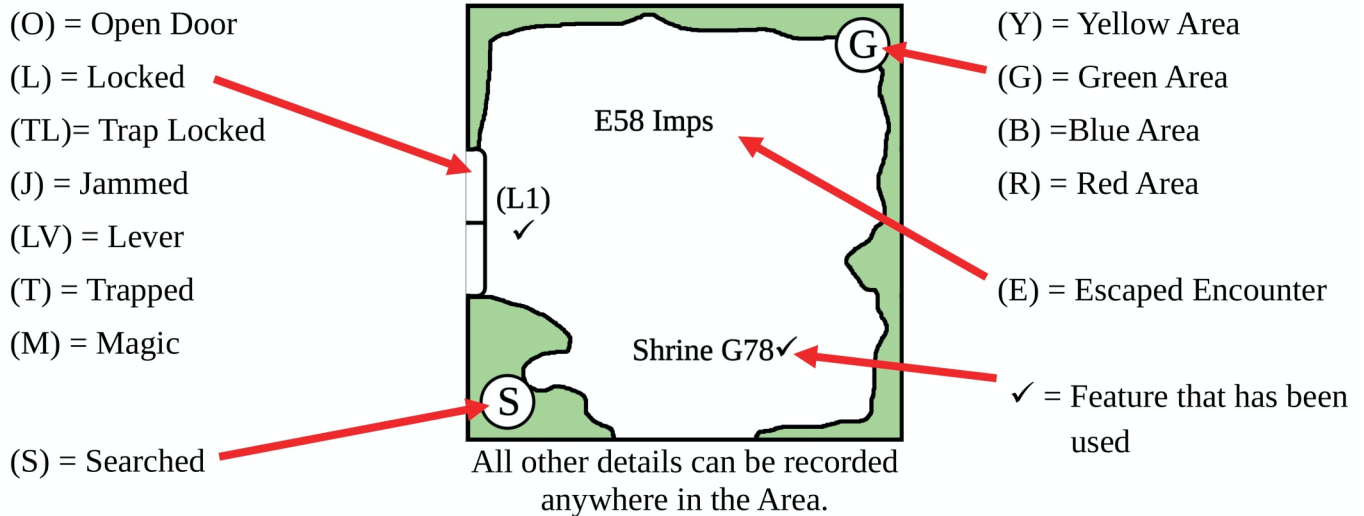 (O) = Open Door
(L) = Locked
(TL)= Trap Locked
(J) = Jammed
(LV) = Lever
(T) = Trapped
(M) = Magic
(S) = Searched
G
E58 Imps
(L1)
✓
Shrine G78✓
S
All other details can be recorded
anywhere in the Area.
(Y) = Yellow Area
(G) = Green Area
(B) =Blue Area
(R) = Red Area
(E) = Escaped Encounter
✓ = Feature that has been
used